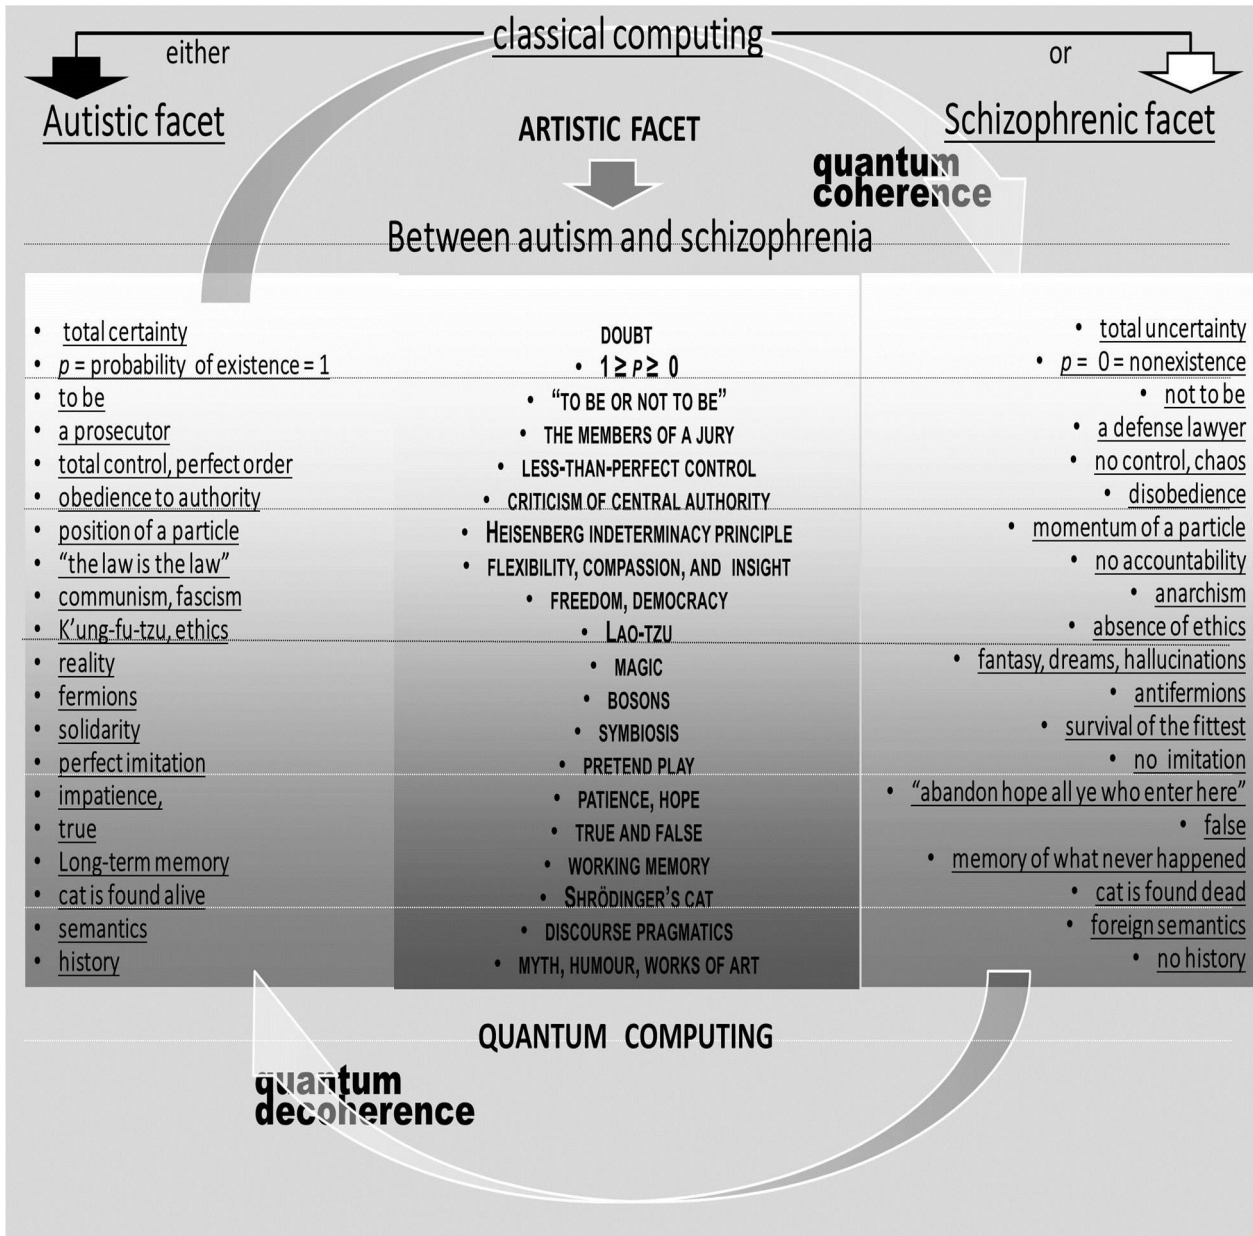 classical computing
either
or
Autistic facet
Schizophrenic facet
ARTISTIC FACET
quantum
coherence
Between autism and schizophrenia
• total certainty
• p = probability of existence = 1
• to be
• a prosecutor
• total control, perfect order
• obedience to authority
• position of a particle
• “the law is the law”
• communism, fascism
• K’ung-fu-tzu, ethics
• reality
• fermions
• solidarity
• perfect imitation
• impatience,
• true
• Long-term memory
• cat is found alive
• semantics
• history
DOUBT
• 1 ≥ P ≥ 0
• “TO BE OR NOT TO BE”
• THE MEMBERS OF A JURY
• LESS-THAN-PERFECT CONTROL
• CRITICISM OF CENTRAL AUTHORITY
• HEISENBERG INDETERMINACY PRINCIPLE
• FLEXIBILITY, COMPASSION, AND INSIGHT
• FREEDOM, DEMOCRACY
• LAO-TZU
• MAGIC
• BOSONS
• SYMBIOSIS
• PRETEND PLAY
• PATIENCE, HOPE
• TRUE AND FALSE
• WORKING MEMORY
• SHRÖDINGER’S CAT
• DISCOURSE PRAGMATICS
• MYTH, HUMOUR, WORKS OF ART
• total uncertainty
• p = 0 = nonexistence
• not to be
• a defense lawyer
• no control, chaos
• disobedience
• momentum of a particle
• no accountability
• anarchism
• absence of ethics
• fantasy, dreams, hallucinations
• antifermions
• survival of the fittest
• no imitation
• “abandon hope all ye who enter here”
• false
• memory of what never happened
• cat is found dead
• foreign semantics
• no history
QUANTUM COMPUTING
quantum
decoherence